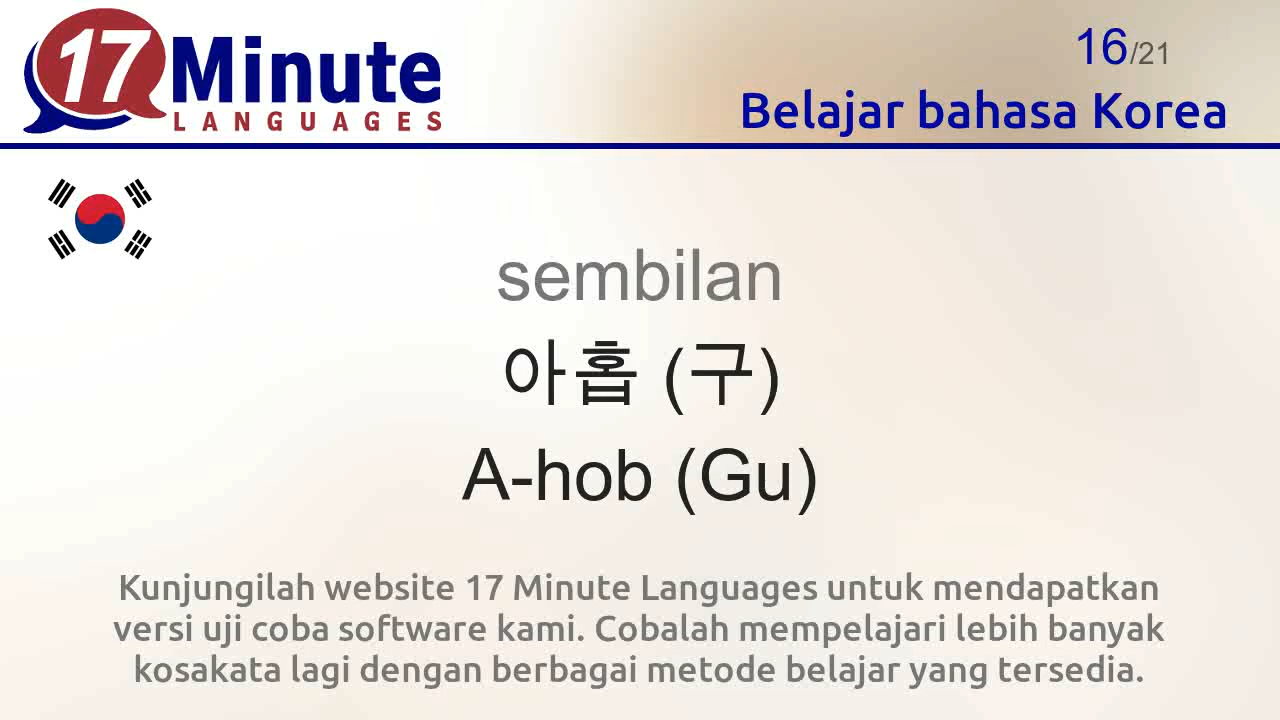 17 Minute
LANGUAGES
16/21
Belajar bahasa Korea
sembilan
아홉 (구)
A-hob (Gu)
Kunjungilah website 17 Minute Languages untuk mendapatkan
versi uji coba software kami. Cobalah mempelajari lebih banyak
kosakata lagi dengan berbagai metode belajar yang tersedia.